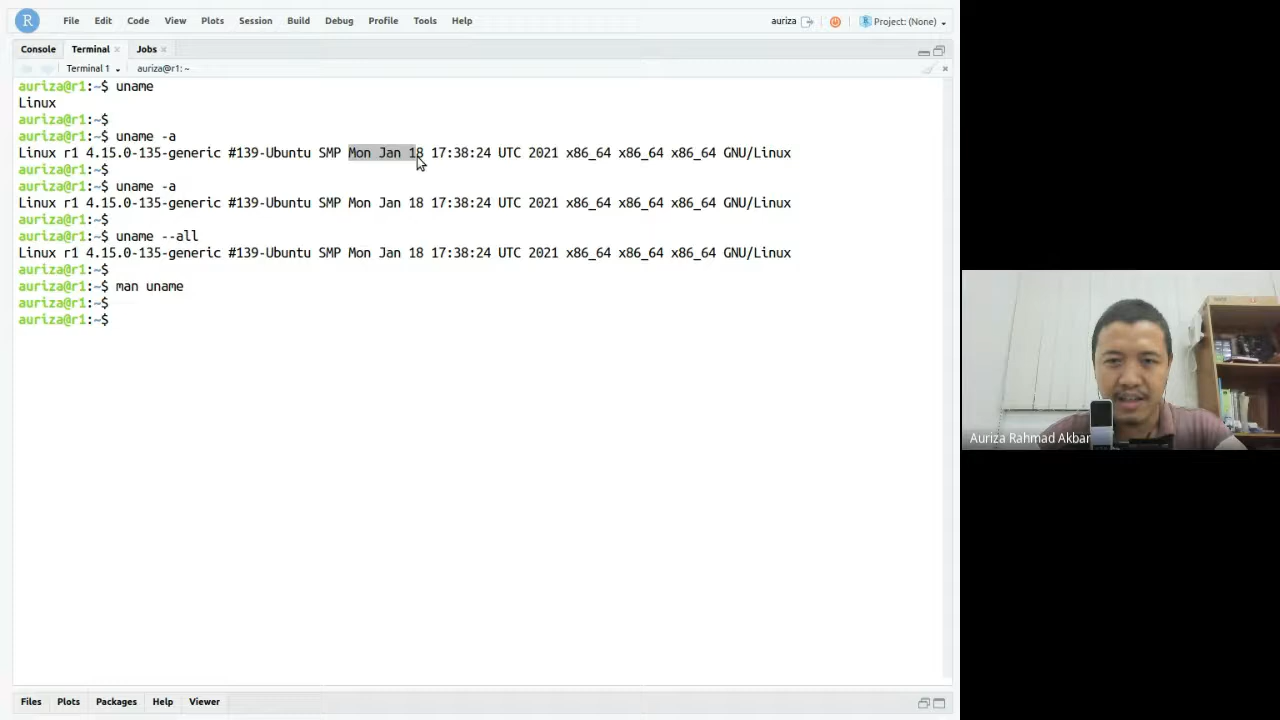 R File Edit Code View Plots Session Build Debug Profile Tools Help auriza R Project: (None)
Console Terminal × Jobs ×
Terminal 1 auriza@r1: ~
auriza@r1:~$ uname
Linux
auriza@r1:~$
auriza@r1:~$ uname -a
Linux r1 4.15.0-135-generic #139-Ubuntu SMP Mon Jan 18 17:38:24 UTC 2021 x86_64 x86_64 x86_64 GNU/Linux
auriza@r1:~$
auriza@r1:~$ uname -a
Linux r1 4.15.0-135-generic #139-Ubuntu SMP Mon Jan 18 17:38:24 UTC 2021 x86_64 x86_64 x86_64 GNU/Linux
auriza@r1:~$
auriza@r1:~$ uname --all
Linux r1 4.15.0-135-generic #139-Ubuntu SMP Mon Jan 18 17:38:24 UTC 2021 x86_64 x86_64 x86_64 GNU/Linux
auriza@r1:~$
auriza@r1:~$ man uname
auriza@r1:~$
auriza@r1:~$
Auriza Rahmad Akbar
Files Plots Packages Help Viewer